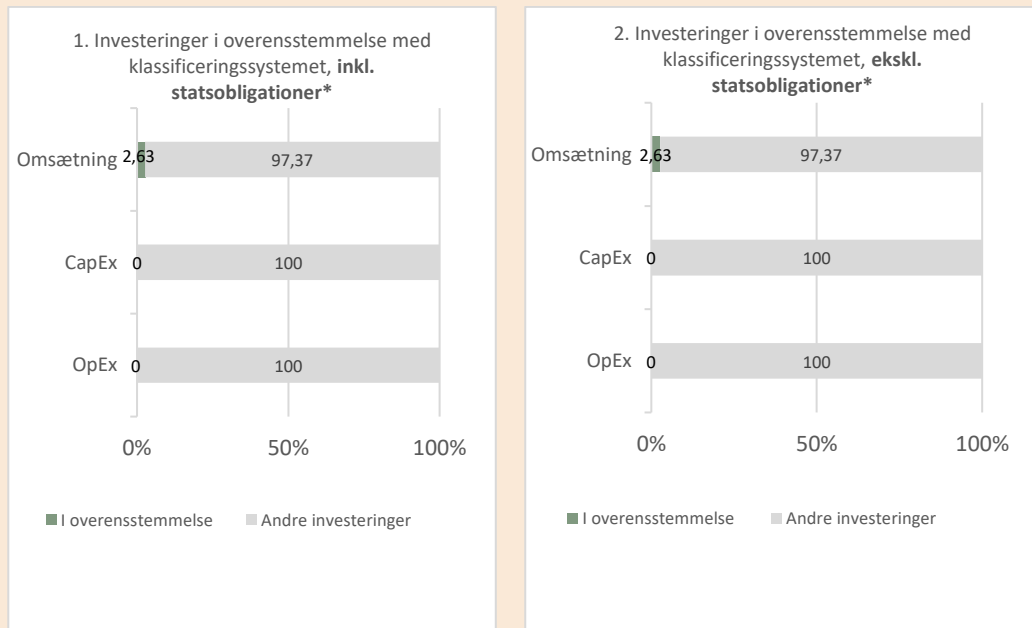 1. Investeringer i overensstemmelse med
klassificeringssystemet, inkl.
statsobligationer*
Omsætning 2,63 97,37
CapEx 0 100
OpEx 0 100
0% 50% 100%
I overensstemmelse Andre investeringer
2. Investeringer i overensstemmelse med
klassificeringssystemet, ekskl.
statsobligationer*
Omsætning 2,63 97,37
CapEx 0 100
OpEx 0 100
0% 50% 100%
I overensstemmelse Andre investeringer